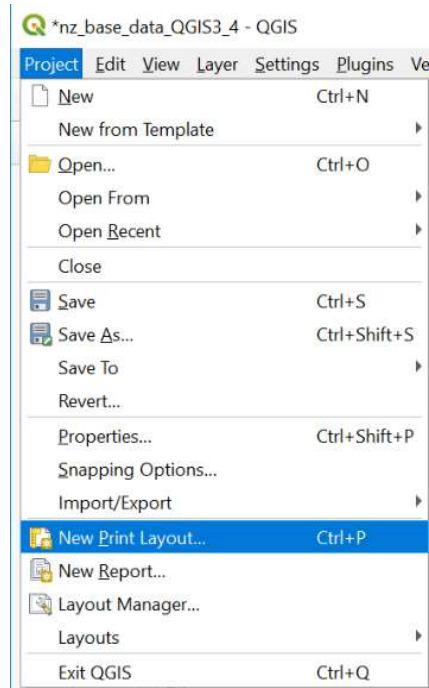 *nz_base_data_QGIS3_4 - QGIS
Project Edit View Layer Settings Plugins Ve
New Ctrl+N
New from Template
Open... Ctrl+O
Open From
Open Recent
Close
Save Ctrl+S
Save As... Ctrl+Shift+S
Save To
Revert...
Properties... Ctrl+Shift+P
Snapping Options...
Import/Export
New Print Layout... Ctrl+P
New Report...
Layout Manager...
Layouts
Exit QGIS Ctrl+Q